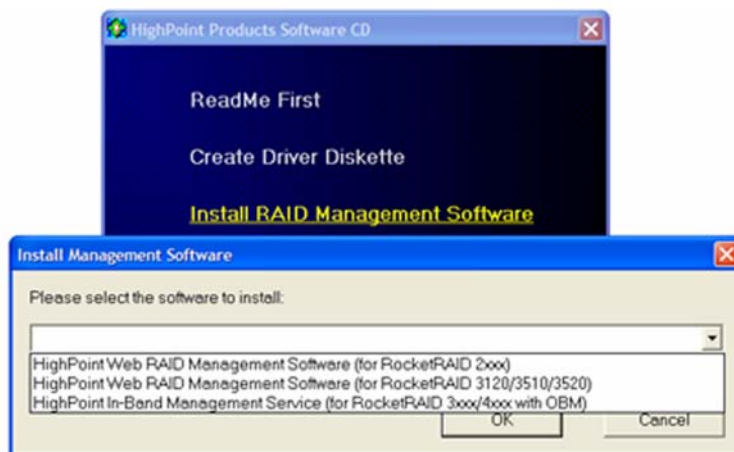 HighPoint Products Software CD
ReadMe First
Create Driver Diskette
Install RAID Management Software
Install Management Software
Please select the software to install:
HighPoint Web RAID Management Software (for RocketRAID 2xxx)
HighPoint Web RAID Management Software (for RocketRAID 3120/3510/3520)
HighPoint In-Band Management Service (for RocketRAID 3xxx/4xxx with OBM)
OK
Cancel